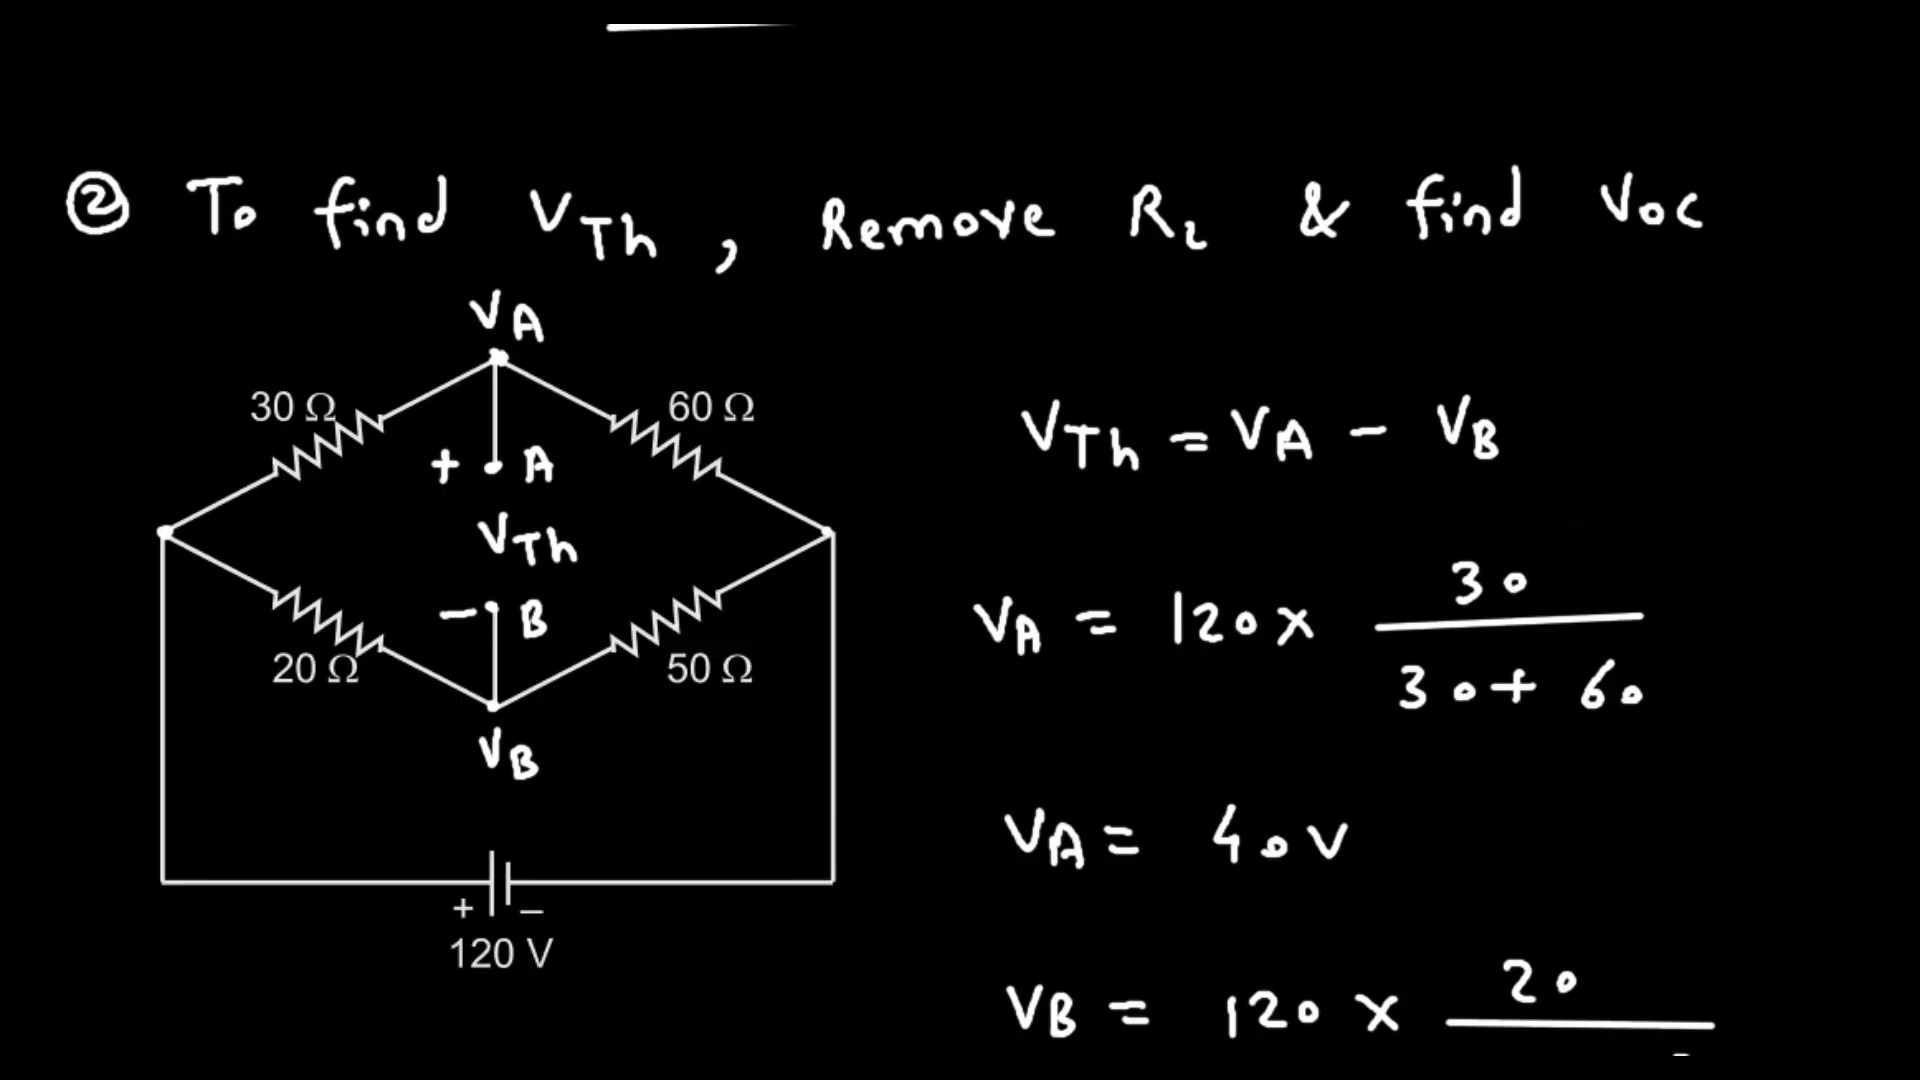 ② To find VTh, Remove RL & find Voc
VA
30 Ω
60 Ω
+ A
VTh
- B
20 Ω
50 Ω
VB
+ –
120 V
VTh = VA - VB
VA = 120 x 30
30 + 60
VA = 40V
VB = 120 x 20